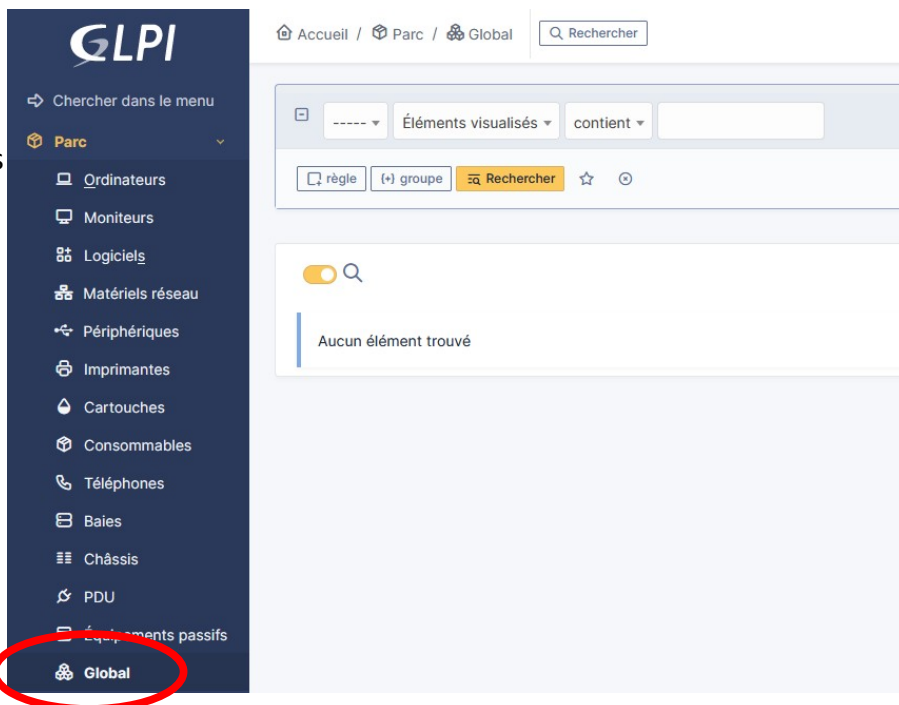 GLPI
Accueil / Parc / Global Rechercher
Chercher dans le menu
----- Éléments visualisés contient
Parc
s
Ordinateurs
règle (+) groupe Rechercher
Moniteurs
Logiciels
Matériels réseau
Périphériques
Aucun élément trouvé
Imprimantes
Cartouches
Consommables
Téléphones
Baies
Châssis
PDU
Équipements passifs
Global